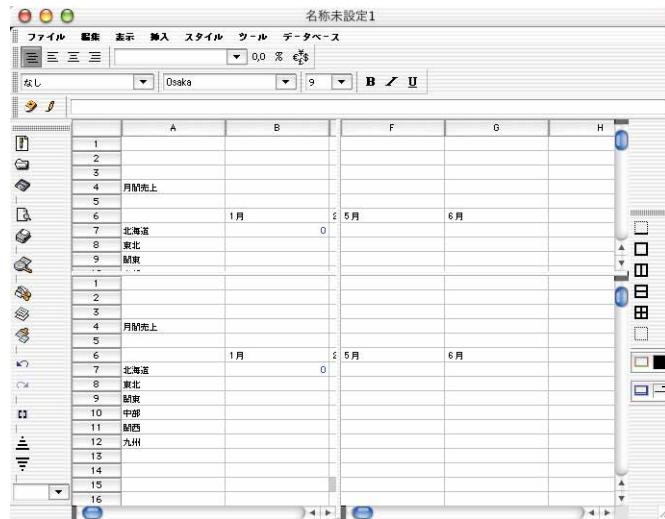 名称未設定1
ファイル 編集 表示 挿入 スタイル ツール データベース
0,0 %
なし Osaka 9 B I U
A B F G H
1
2
3
4 月間売上
5
6 1月 2 5月 6月
7 北海道 0
8 東北
9 関東
1
2
3
4 月間売上
5
6 1月 2 5月 6月
7 北海道 0
8 東北
9 関東
10 中部
11 関西
12 九州
13
14
15
16